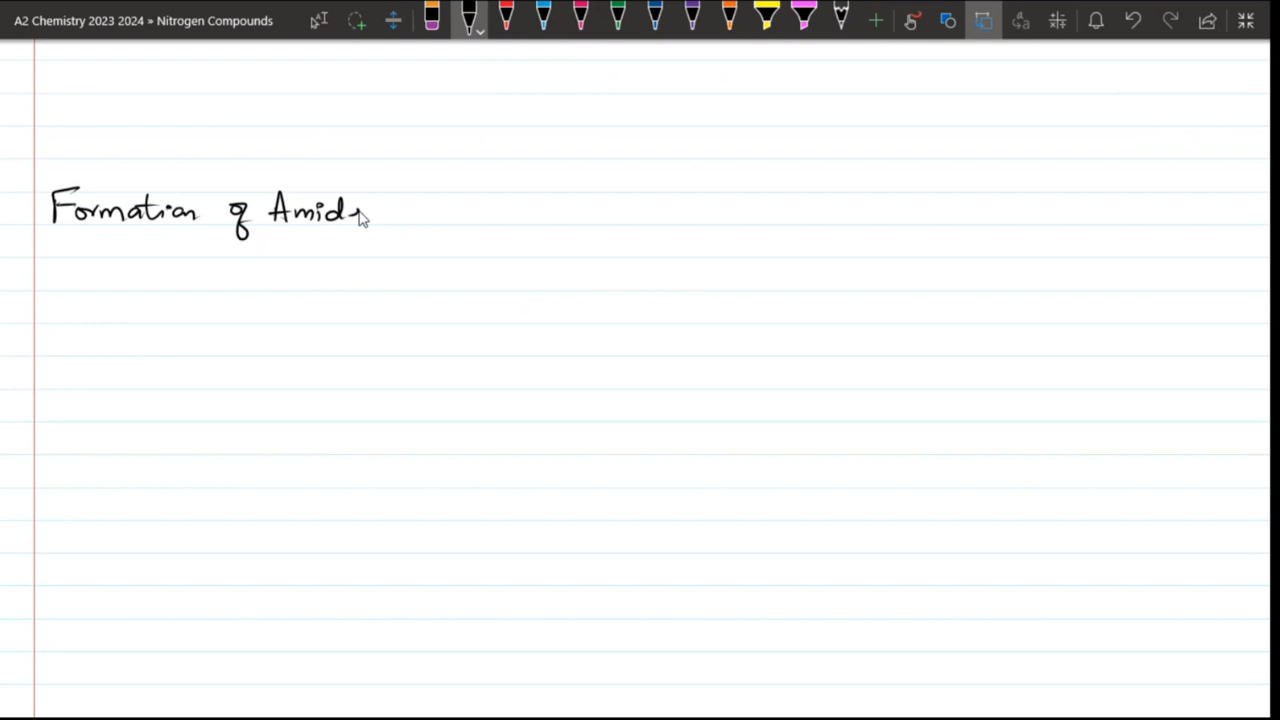 A2 Chemistry 2023 2024 » Nitrogen Compounds
Formation of Amid